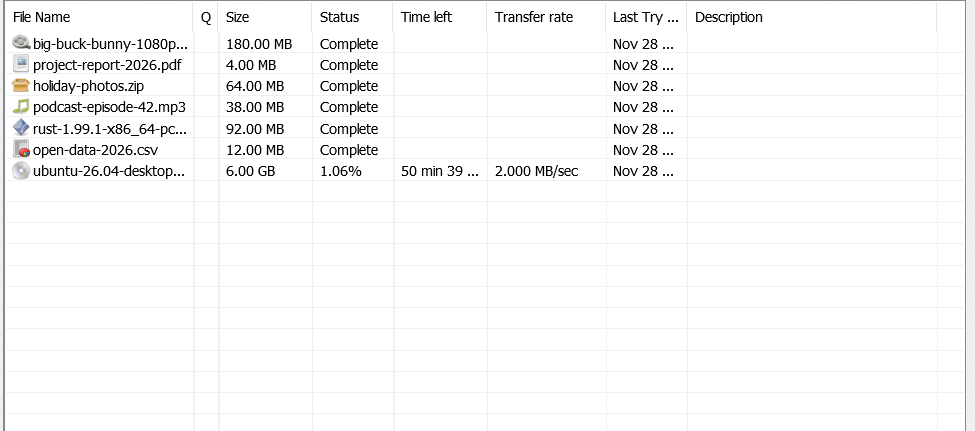 File Name Q Size Status Time left Transfer rate Last Try ... Description
big-buck-bunny-1080p... 180.00 MB Complete Nov 28 ...
project-report-2026.pdf 4.00 MB Complete Nov 28 ...
holiday-photos.zip 64.00 MB Complete Nov 28 ...
podcast-episode-42.mp3 38.00 MB Complete Nov 28 ...
rust-1.99.1-x86_64-pc... 92.00 MB Complete Nov 28 ...
open-data-2026.csv 12.00 MB Complete Nov 28 ...
ubuntu-26.04-desktop... 6.00 GB 1.06% 50 min 39 ... 2.000 MB/sec Nov 28 ...